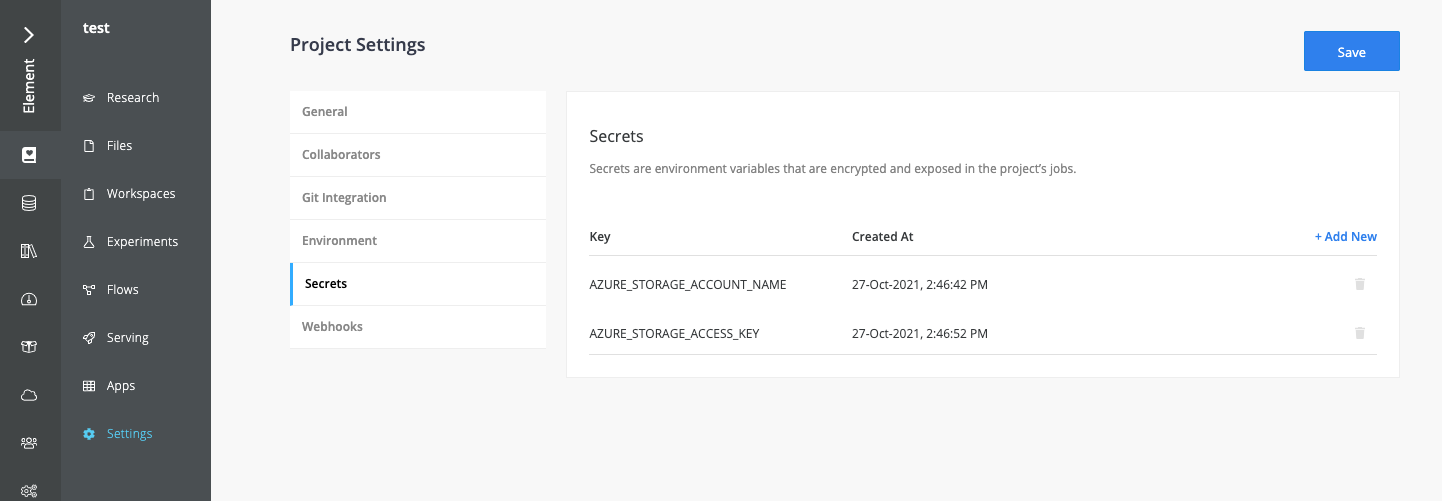 Element
test
Research
Files
Workspaces
Experiments
Flows
Serving
Apps
Settings
Project Settings
Save
General
Collaborators
Git Integration
Environment
Secrets
Webhooks
Secrets
Secrets are environment variables that are encrypted and exposed in the project’s jobs.
Key Created At + Add New
AZURE_STORAGE_ACCOUNT_NAME 27-Oct-2021, 2:46:42 PM
AZURE_STORAGE_ACCESS_KEY 27-Oct-2021, 2:46:52 PM